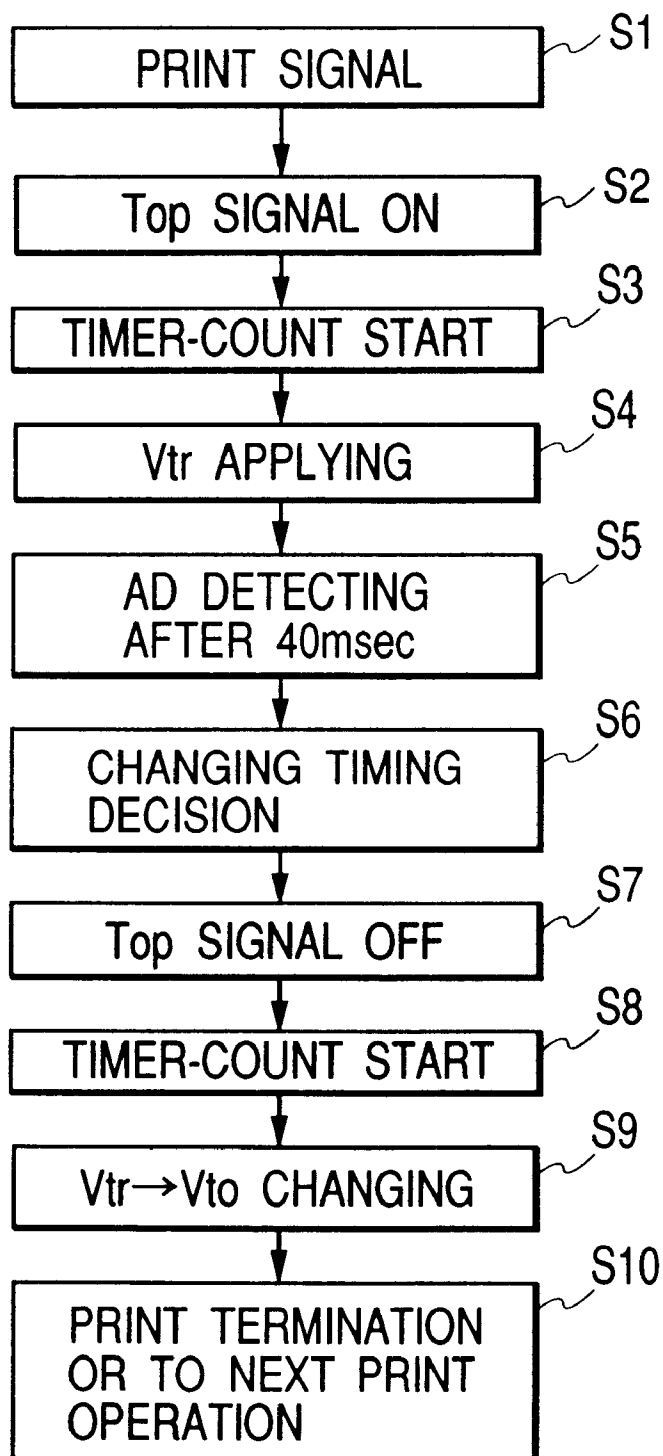 S1
PRINT SIGNAL
S2
Top SIGNAL ON
S3
TIMER-COUNT START
S4
Vtr APPLYING
S5
AD DETECTING
AFTER 40msec
S6
CHANGING TIMING
DECISION
S7
Top SIGNAL OFF
S8
TIMER-COUNT START
S9
Vtr→Vto CHANGING
S10
PRINT TERMINATION
OR TO NEXT PRINT
OPERATION